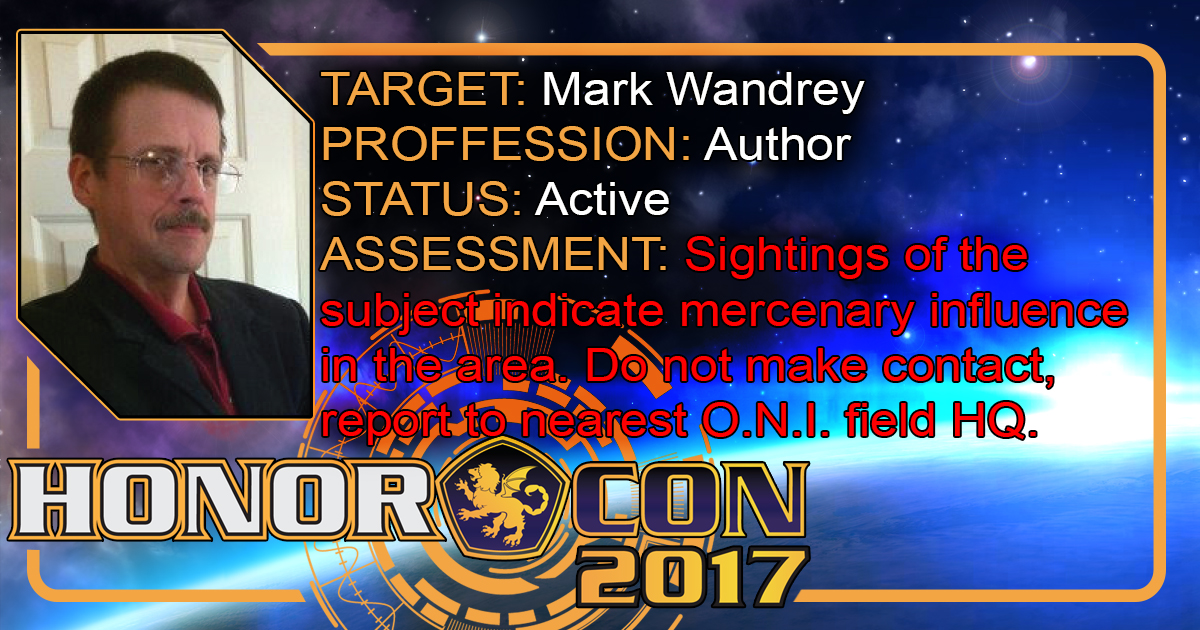 TARGET: Mark Wandrey
PROFFESSION: Author
STATUS: Active
ASSESSMENT: Sightings of the
subject indicate mercenary influence
in the area. Do not make contact,
report to nearest O.N.I. field HQ.
HONOR CON
2017